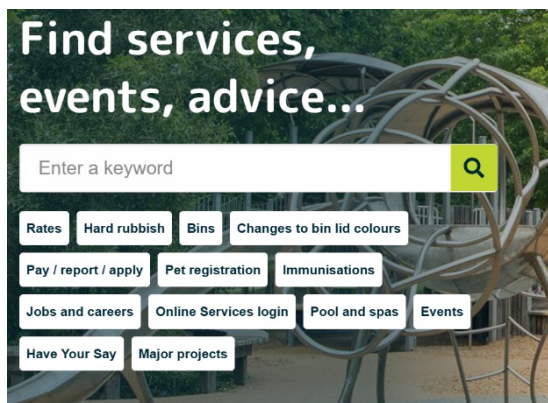 Find services,
events, advice...
Enter a keyword
Rates Hard rubbish Bins Changes to bin lid colours
Pay / report / apply Pet registration Immunisations
Jobs and careers Online Services login Pool and spas Events
Have Your Say Major projects